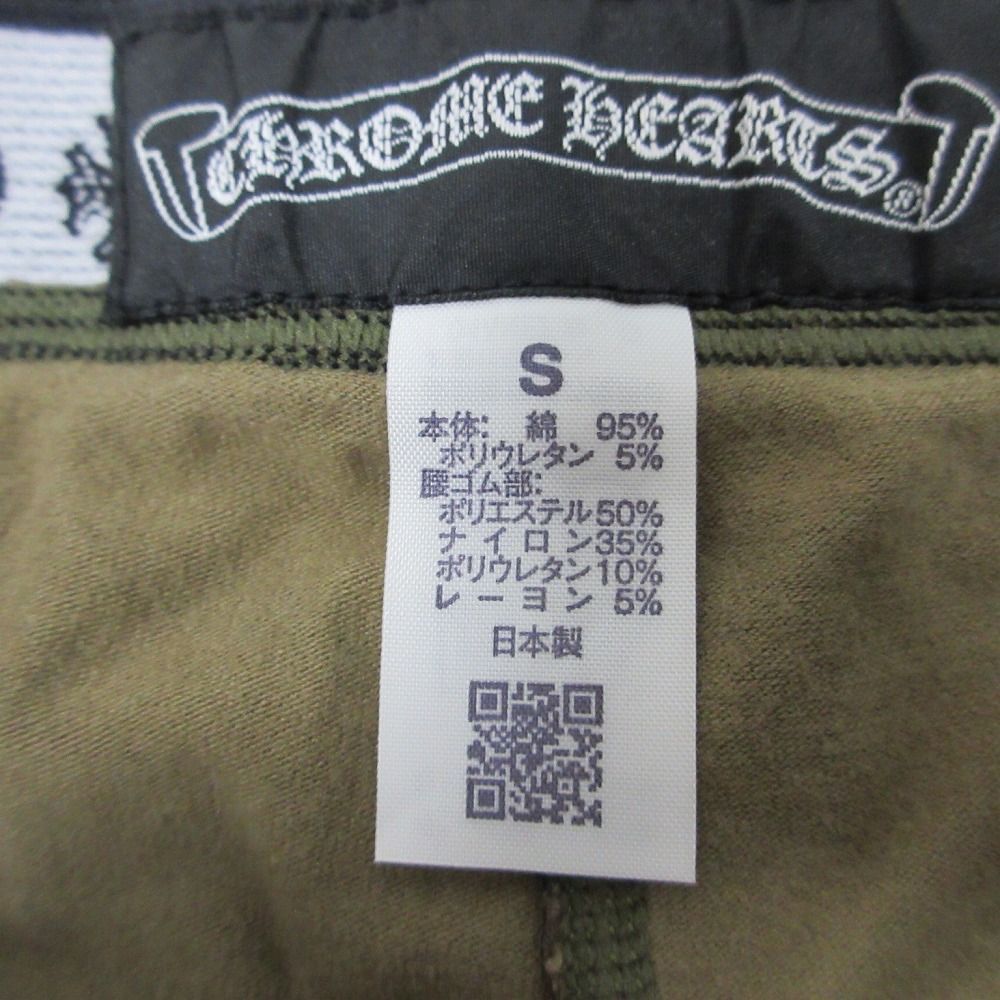 CHROME HEARTS®
S
本体: 綿 95%
ポリウレタン 5%
腰ゴム部:
ポリエステル 50%
ナイロン 35%
ポリウレタン 10%
レーヨン 5%
日本製